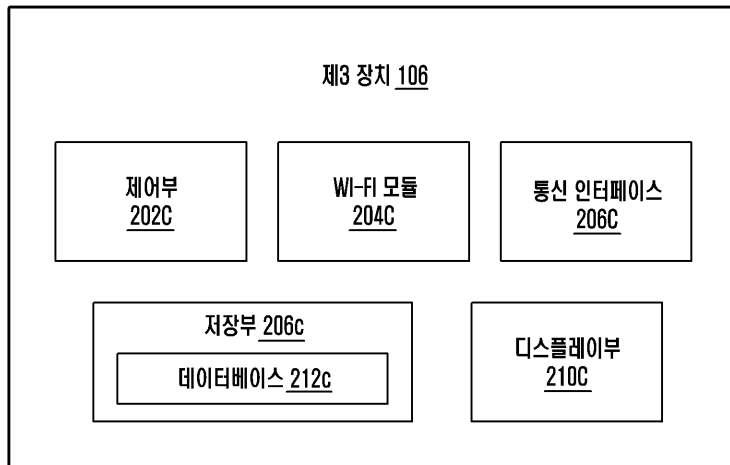 제3 장치 106
제어부
202C
WI-FI 모듈
204C
통신 인터페이스
206C
저장부 206c
데이터베이스 212c
디스플레이부
210C